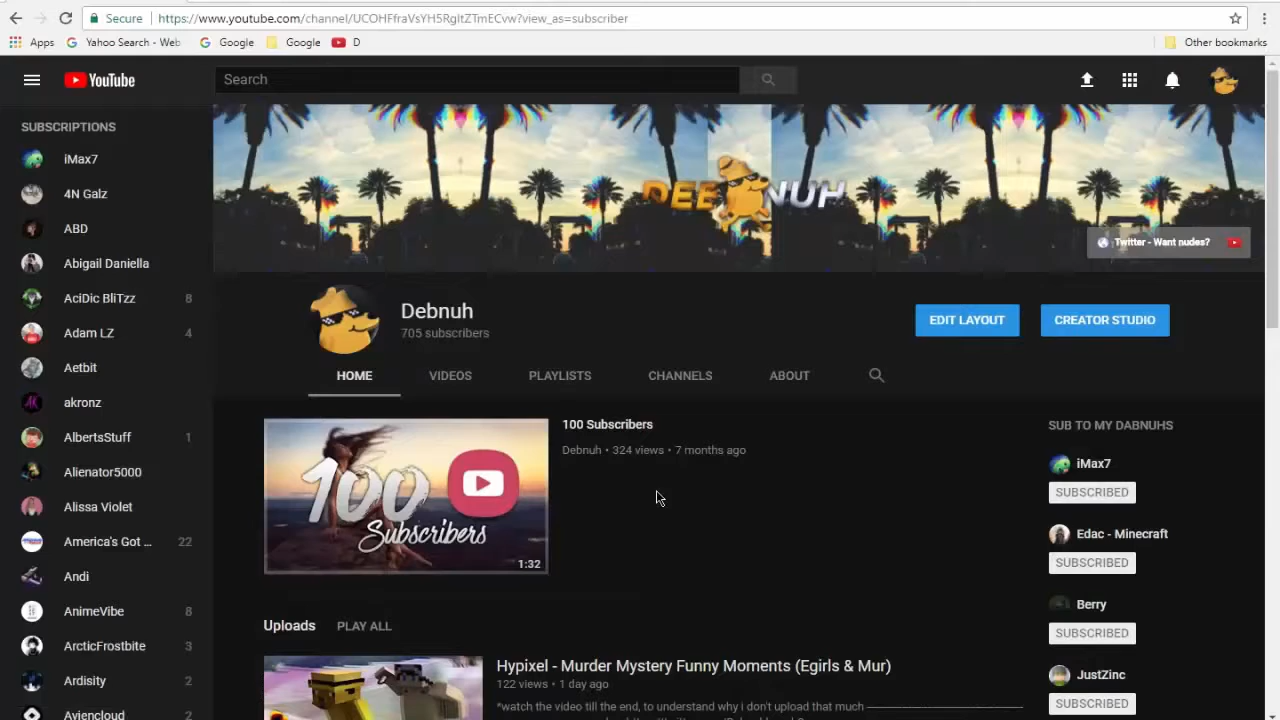 Secure https://www.youtube.com/channel/UCOHFfraVsYH5RgItZTmECvw?view_as=subscriber
Apps Yahoo Search - Web Google Google D Other bookmarks
YouTube Search
DEB NUH
Twitter - Want nudes?
SUBSCRIPTIONS
iMax7
4N Galz
ABD
Abigail Daniella
AciDic BliTzz 8
Adam LZ 4
Aetbit
akronz
AlbertsStuff 1
Alienator5000
Alissa Violet
America's Got ... 22
Andi
AnimeVibe 8
ArcticFrostbite 3
Ardisity 2
Aviencloud 2
Debnuh
705 subscribers
EDIT LAYOUT CREATOR STUDIO
HOME VIDEOS PLAYLISTS CHANNELS ABOUT
100
Subscribers
1:32
100 Subscribers
Debnuh • 324 views • 7 months ago
Uploads PLAY ALL
Hypixel - Murder Mystery Funny Moments (Egirls & Mur)
122 views • 1 day ago
*watch the video till the end, to understand why i don't upload that much
SUB TO MY DABNUHS
iMax7
SUBSCRIBED
Edac - Minecraft
SUBSCRIBED
Berry
SUBSCRIBED
JustZinc
SUBSCRIBED